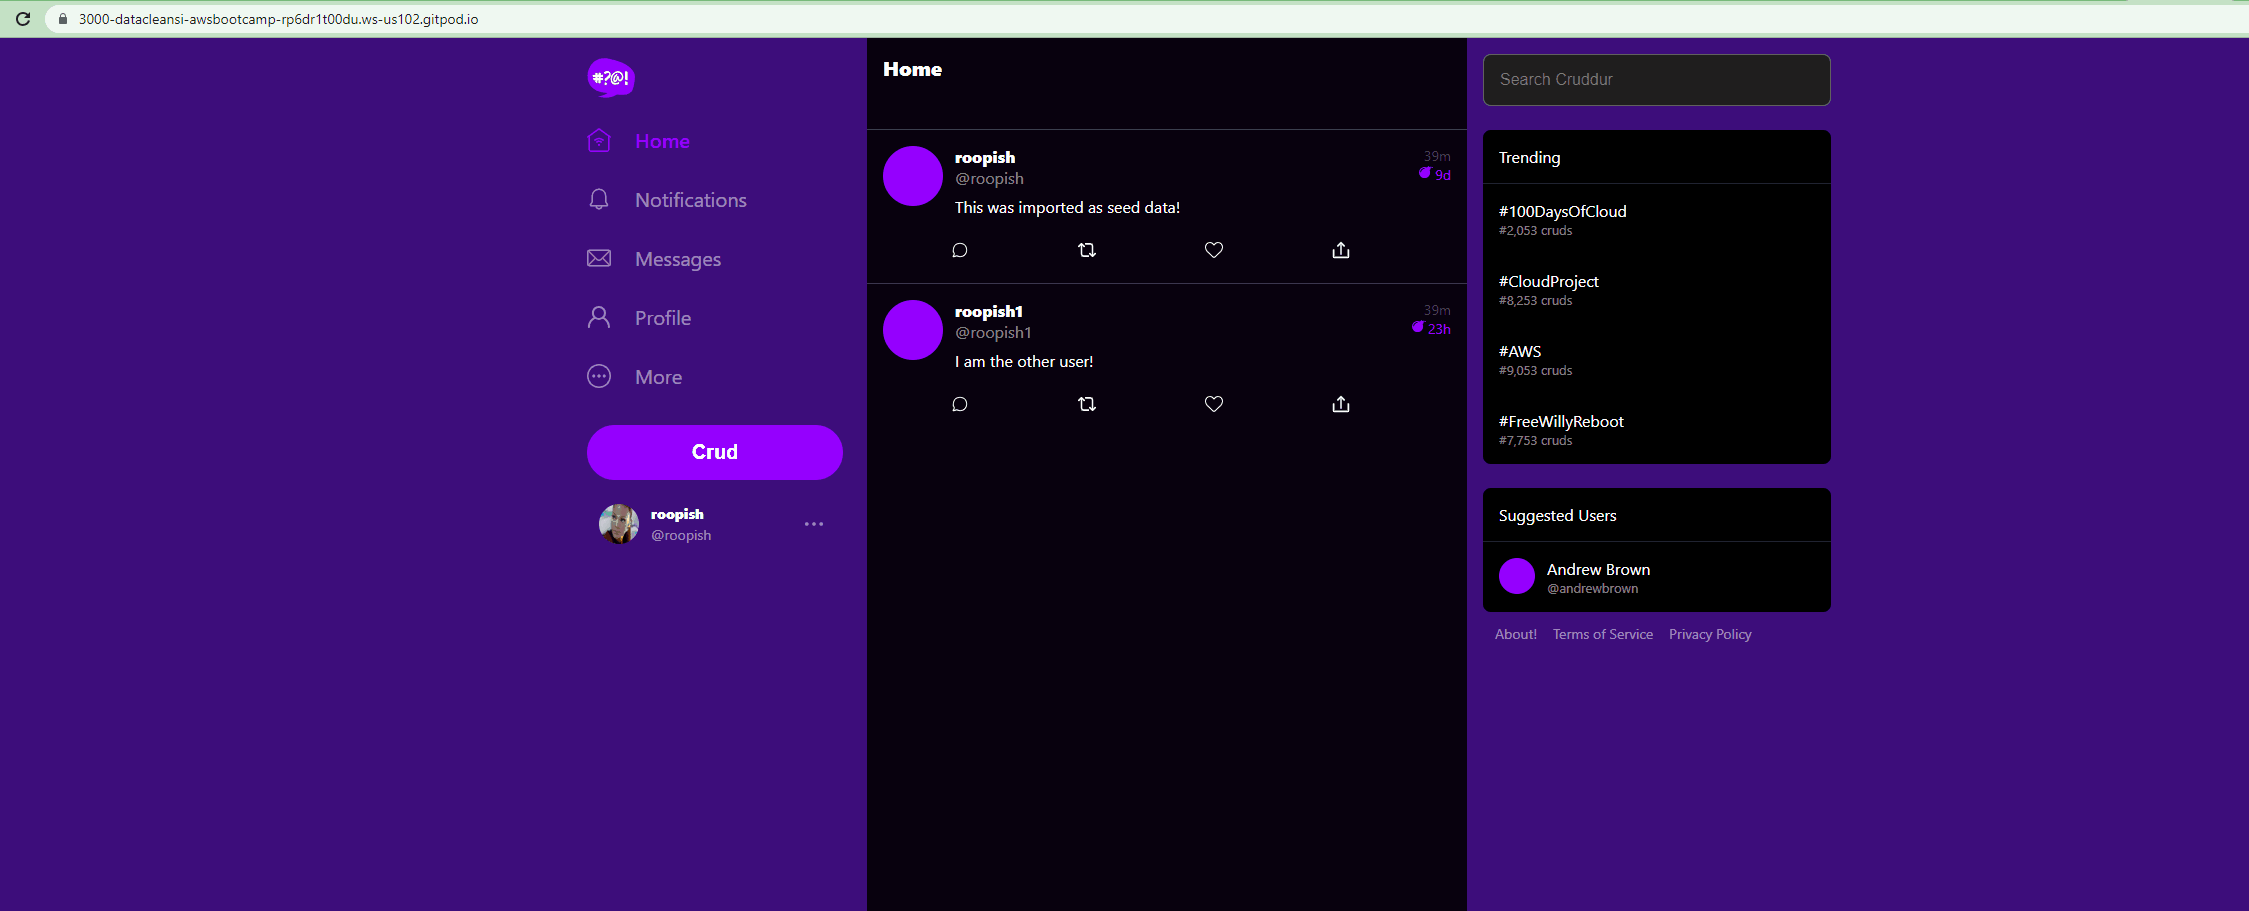 3000-datacleansi-awsbootcamp-rp6dr1t00du.ws-us102.gitpod.io
#?@!
Home
Notifications
Messages
Profile
More
Crud
roopish
@roopish
Home
roopish
39m
@roopish
9d
This was imported as seed data!
roopish1
39m
@roopish1
23h
I am the other user!
Search Cruddur
Trending
#100DaysOfCloud
#2,053 cruds
#CloudProject
#8,253 cruds
#AWS
#9,053 cruds
#FreeWillyReboot
#7,753 cruds
Suggested Users
Andrew Brown
@andrewbrown
About! Terms of Service Privacy Policy